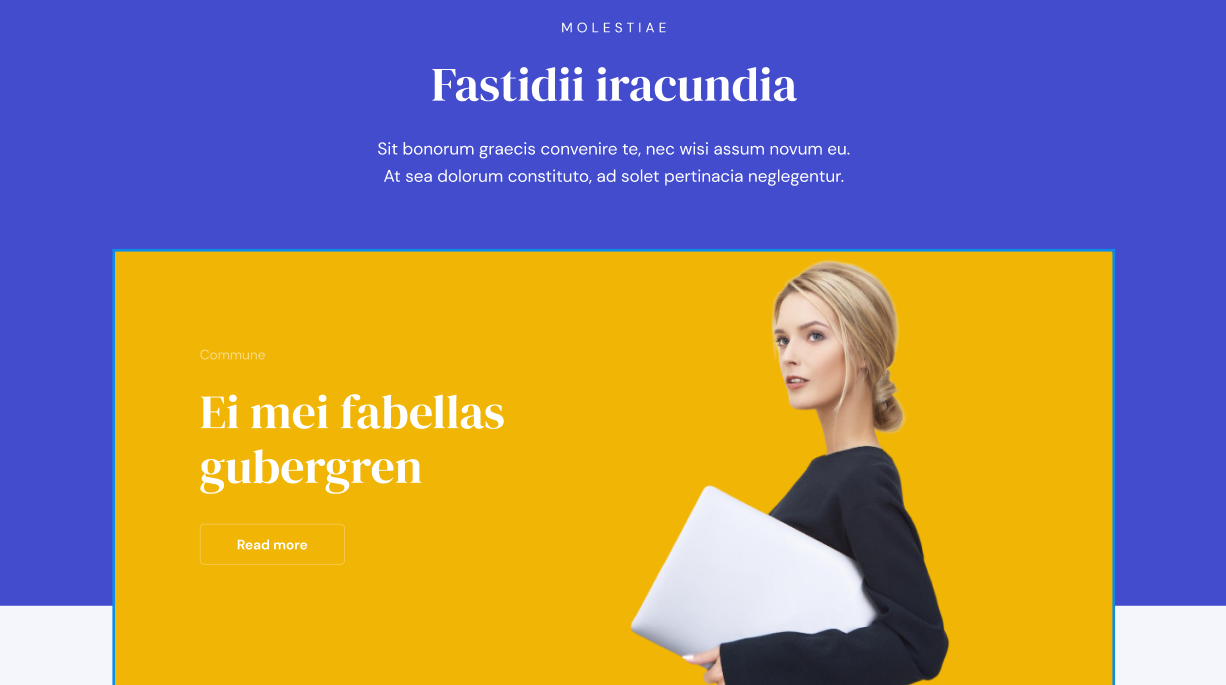 MOLESTIAE
Fastidii iracundia
Sit bonorum graecis convenire te, nec wisi assum novum eu.
At sea dolorum constituto, ad solet pertinacia neglegentur.
Commune
Ei mei fabellas
gubergren
Read more